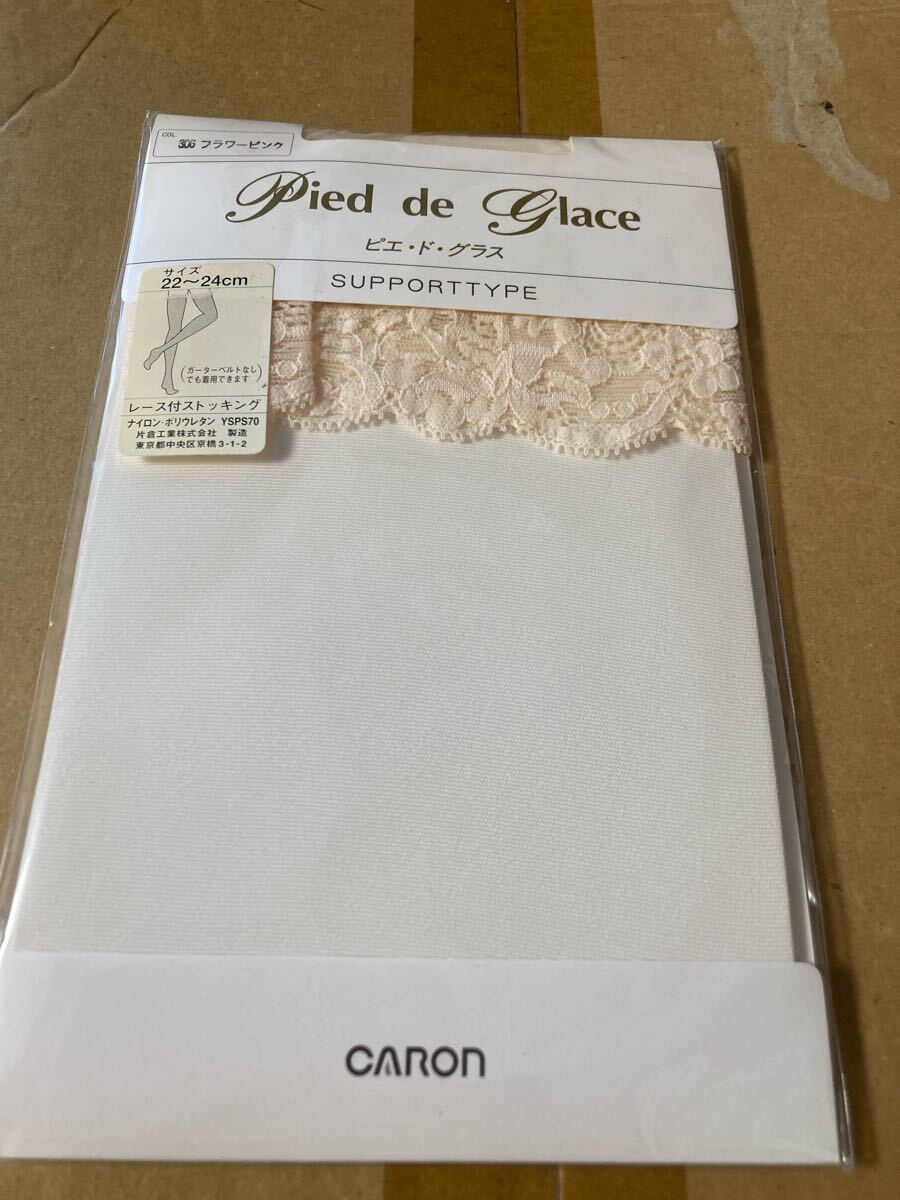 COL
306 フラワーピンク
Pied de Glace
ピエ・ド・グラス
SUPPORTTYPE
サイズ
22〜24cm
(ガーターベルトなし
でも着用できます)
レース付ストッキング
ナイロン・ポリウレタン YSPS70
片倉工業株式会社 製造
東京都中央区京橋3-1-2
CARON